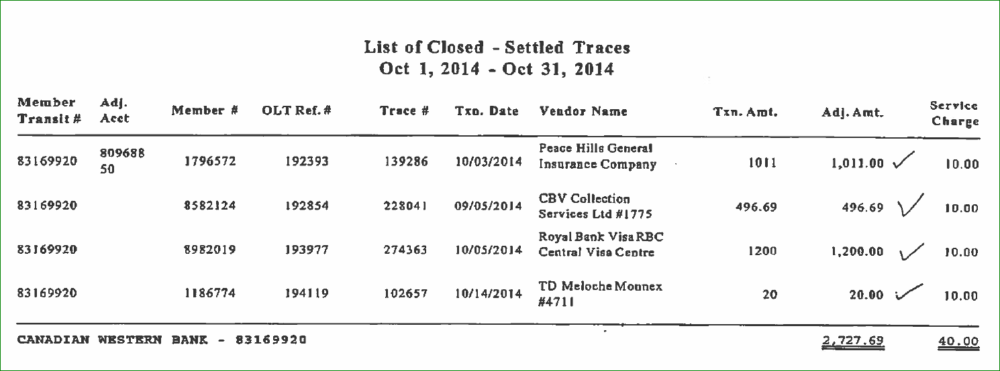 List of Closed - Settled Traces
Oct 1, 2014 - Oct 31, 2014
Member Transit # Adj. Acct Member # OLT Ref. # Trace # Txn. Date Vendor Name Txn. Amt. Adj. Amt. Service Charge
83169920 809688 50 1796572 192393 139286 10/03/2014 Peace Hills General Insurance Company 1011 1,011.00 ✓ 10.00
83169920 8582124 192854 228041 09/05/2014 CBV Collection Services Ltd #1775 496.69 496.69 ✓ 10.00
83169920 8982019 193977 274363 10/05/2014 Royal Bank Visa RBC Central Visa Centre 1200 1,200.00 ✓ 10.00
83169920 1186774 194119 102657 10/14/2014 TD Meloche Monnex #4711 20 20.00 ✓ 10.00
CANADIAN WESTERN BANK - 83169920 2,727.69 40.00